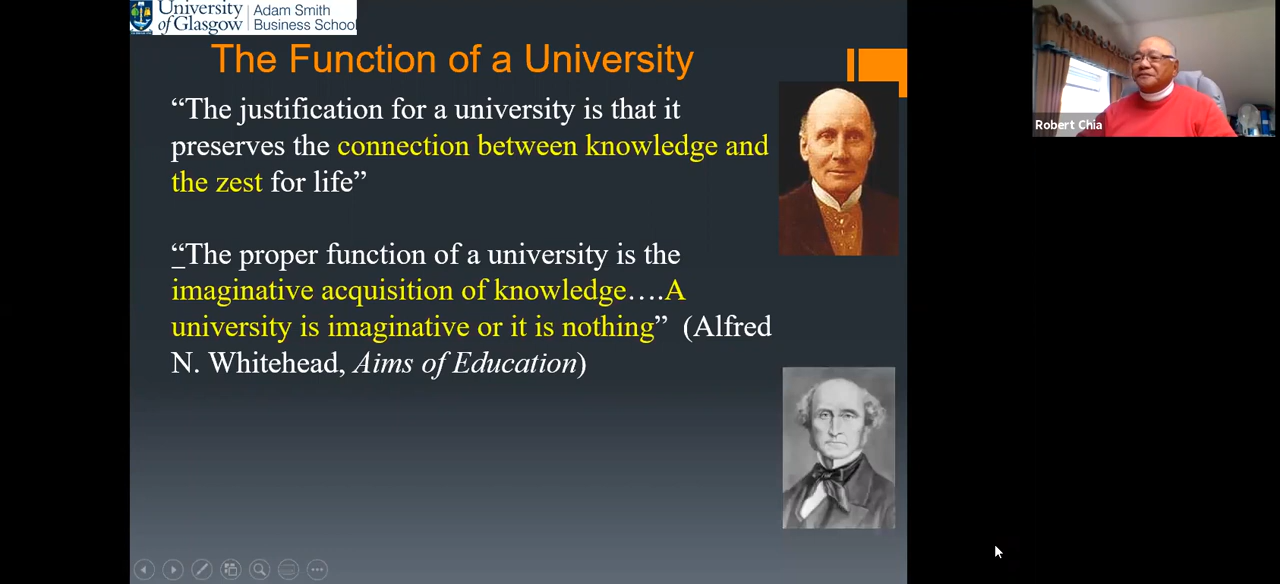 University
of Glasgow
Adam Smith
Business School
The Function of a University
“The justification for a university is that it
preserves the connection between knowledge and
the zest for life”
“The proper function of a university is the
imaginative acquisition of knowledge….A
university is imaginative or it is nothing” (Alfred
N. Whitehead, Aims of Education)
Robert Chia